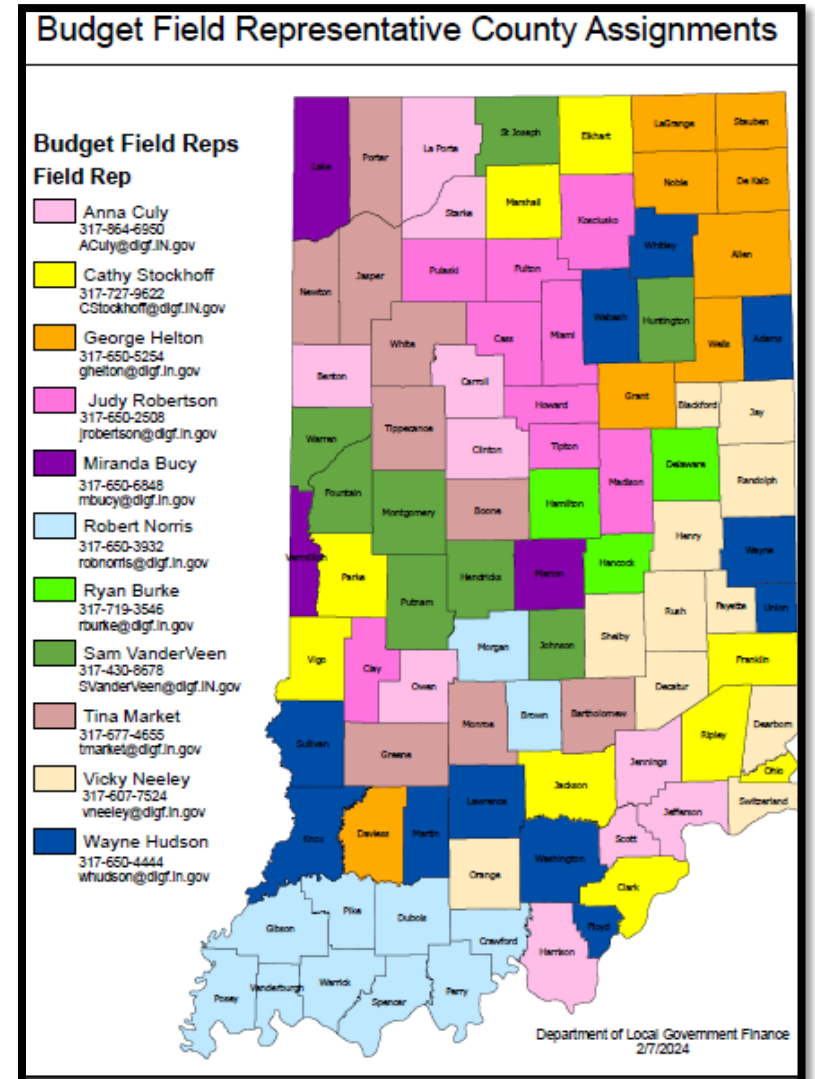 Budget Field Representative County Assignments
Budget Field Reps
Field Rep
Anna Culy
317-864-6950
ACuly@dlgf.IN.gov
Cathy Stockhoff
317-727-9622
CStockhoff@dlgf.IN.gov
George Helton
317-650-5254
ghelton@dlgf.in.gov
Judy Robertson
317-650-2508
jrobertson@dlgf.in.gov
Miranda Bucy
317-650-6848
mbucy@dlgf.in.gov
Robert Norris
317-650-3932
robnorris@dlgf.in.gov
Ryan Burke
317-719-3546
rburke@dlgf.in.gov
Sam VanderVeen
317-430-8678
SVanderVeen@dlgf.IN.gov
Tina Market
317-677-4655
tmarket@dlgf.in.gov
Vicky Neeley
317-607-7524
vneeley@dlgf.in.gov
Wayne Hudson
317-650-4444
whudson@dlgf.in.gov
Lake
Porter
La Porte
St Joseph
Elkhart
LaGrange
Steuben
Noble
De Kalb
Starke
Marshall
Kosciusko
Whitley
Allen
Newton
Jasper
Pulaski
Fulton
Wabash
Huntington
Wells
Adams
White
Cass
Miami
Benton
Carroll
Grant
Blackford
Jay
Howard
Warren
Tippecanoe
Clinton
Tipton
Madison
Delaware
Randolph
Fountain
Montgomery
Boone
Hamilton
Henry
Wayne
Vermillion
Parke
Putnam
Hendricks
Marion
Hancock
Rush
Fayette
Union
Vigo
Clay
Owen
Morgan
Johnson
Shelby
Decatur
Franklin
Sullivan
Greene
Monroe
Brown
Bartholomew
Jennings
Ripley
Dearborn
Ohio
Switzerland
Knox
Daviess
Martin
Lawrence
Jackson
Scott
Jefferson
Orange
Washington
Clark
Floyd
Gibson
Pike
Dubois
Crawford
Harrison
Posey
Vanderburgh
Warrick
Spencer
Perry
Department of Local Government Finance
2/7/2024